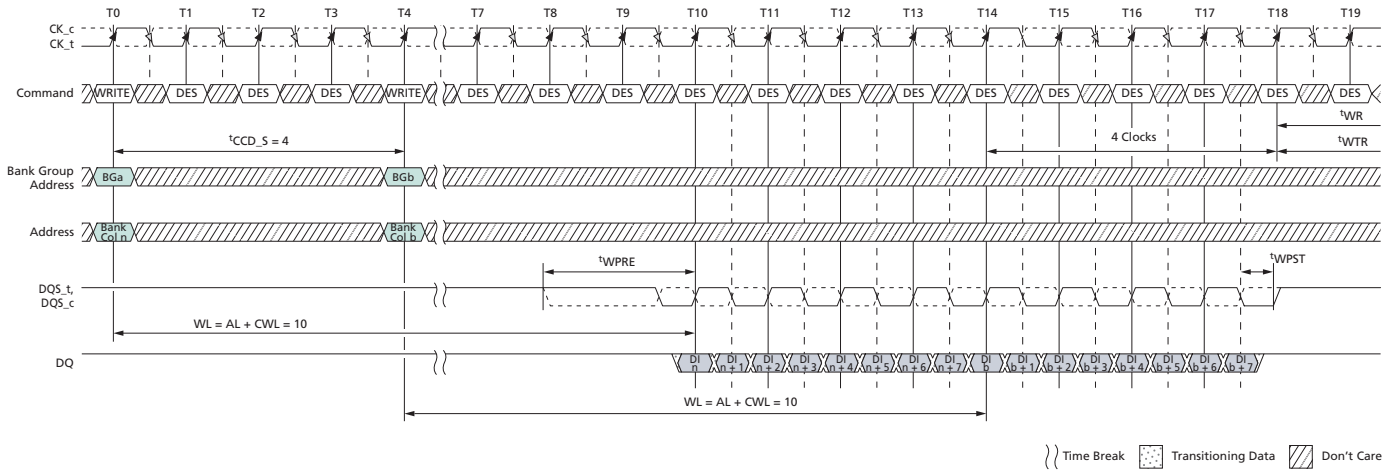 T0 T1 T2 T3 T4 T7 T8 T9 T10 T11 T12 T13 T14 T15 T16 T17 T18 T19
CK_c
CK_t
Command WRITE DES DES DES WRITE DES DES DES DES DES DES DES DES DES DES DES DES DES
tWR
tCCD_S = 4 4 Clocks
tWTR
Bank Group
Address BGa BGb
Address Bank
Col n Bank
Col b
tWPRE tWPST
DQS_t,
DQS_c
WL = AL + CWL = 10
DQ DI
n DI
n + 1 DI
n + 2 DI
n + 3 DI
n + 4 DI
n + 5 DI
n + 6 DI
n + 7 DI
b DI
b + 1 DI
b + 2 DI
b + 3 DI
b + 4 DI
b + 5 DI
b + 6 DI
b + 7
WL = AL + CWL = 10
Time Break Transitioning Data Don't Care